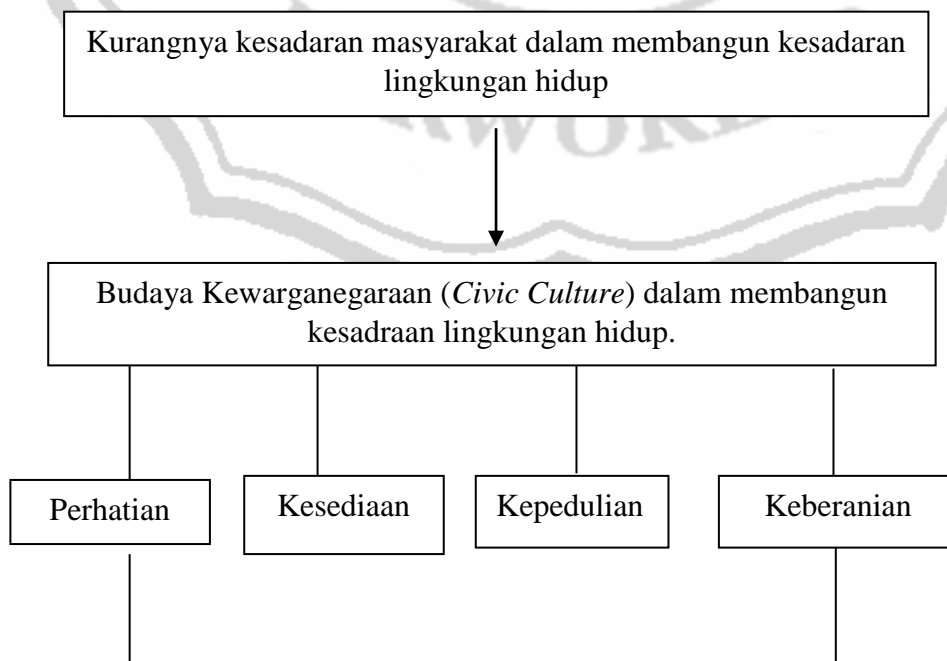 Kurangnya kesadaran masyarakat dalam membangun kesadaran
lingkungan hidup
Budaya Kewarganegaraan (Civic Culture) dalam membangun
kesadraan lingkungan hidup.
Perhatian
Kesediaan
Kepedulian
Keberanian